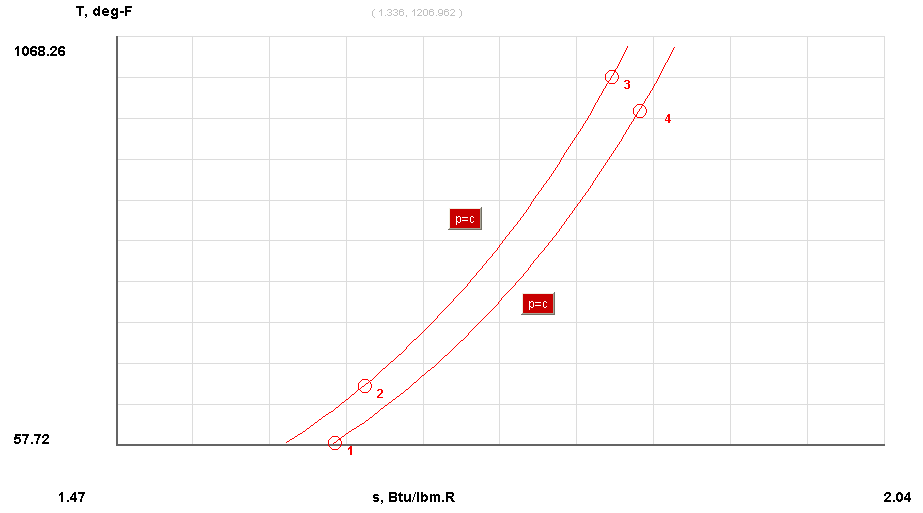 T, deg-F
( 1.336, 1206.962 )
1068.26
3
4
p=c
p=c
2
57.72
1
1.47
s, Btu/lbm.R
2.04